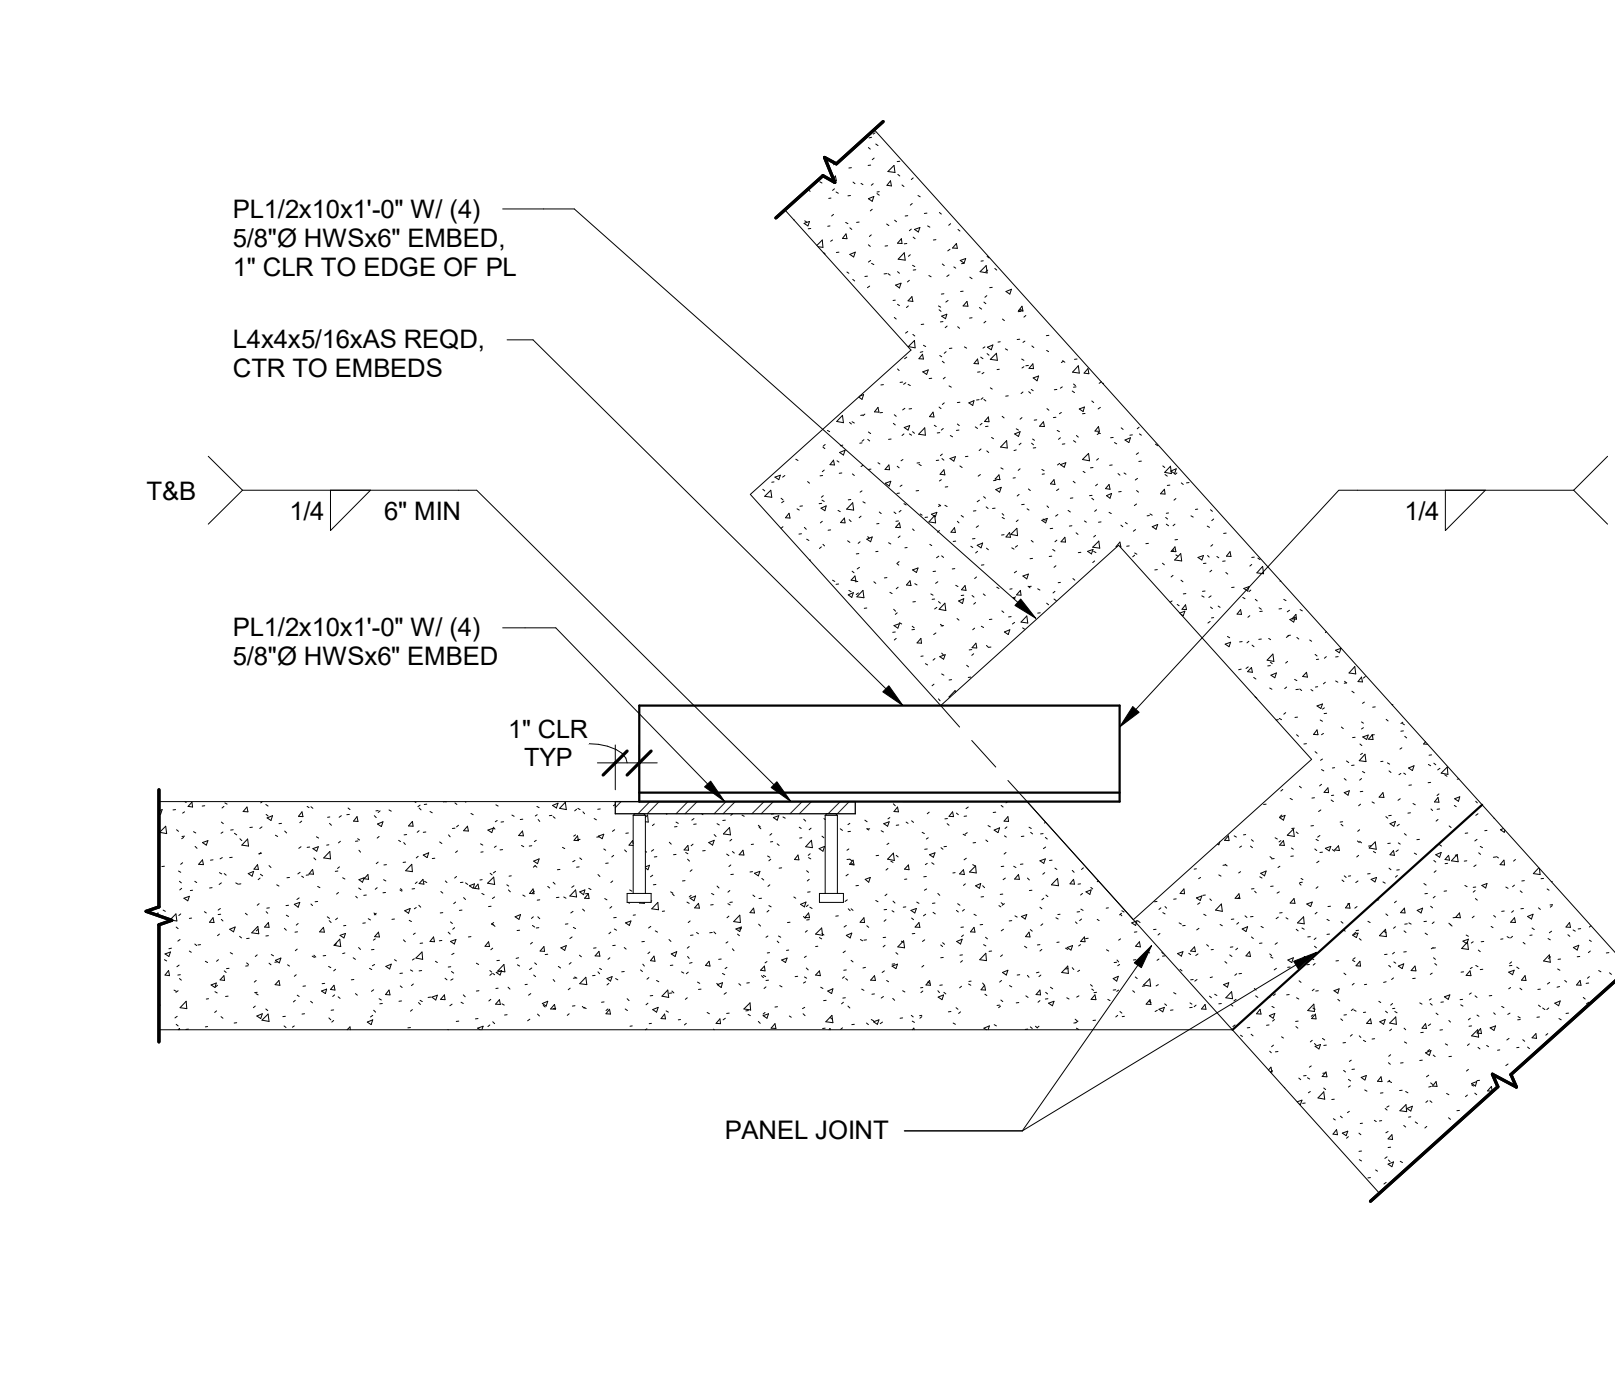 PL1/2x10x1'-0" W/ (4)
5/8"Ø HWSx6" EMBED,
1" CLR TO EDGE OF PL
L4x4x5/16xAS REQD,
CTR TO EMBEDS
T&B
1/4
6" MIN
1/4
PL1/2x10x1'-0" W/ (4)
5/8"Ø HWSx6" EMBED
1" CLR
TYP
PANEL JOINT